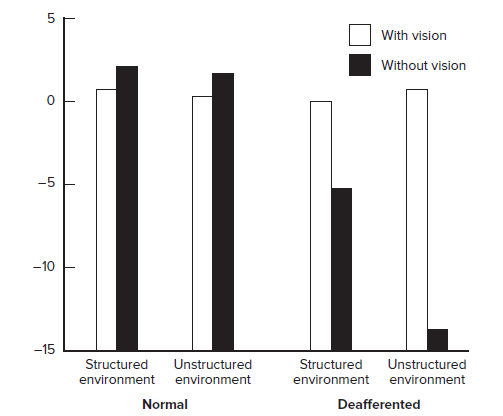 5
With vision
Without vision
0
–5
–10
–15
Structured environment
Unstructured environment
Structured environment
Unstructured environment
Normal
Deafferented